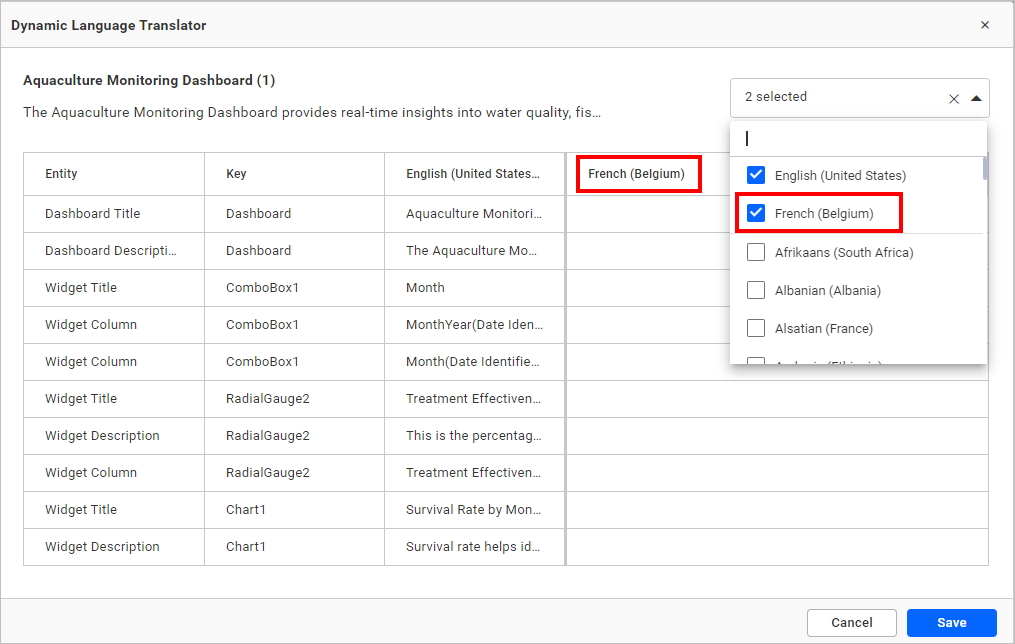 Dynamic Language Translator
Aquaculture Monitoring Dashboard (1)
The Aquaculture Monitoring Dashboard provides real-time insights into water quality, fis...
2 selected
English (United States)
French (Belgium)
Afrikaans (South Africa)
Albanian (Albania)
Alsatian (France)
Entity Key English (United States... French (Belgium)
Dashboard Title Dashboard Aquaculture Monitori...
Dashboard Descripti... Dashboard The Aquaculture Mo...
Widget Title ComboBox1 Month
Widget Column ComboBox1 MonthYear(Date Iden...
Widget Column ComboBox1 Month(Date Identifie...
Widget Title RadialGauge2 Treatment Effectiven...
Widget Description RadialGauge2 This is the percentag...
Widget Column RadialGauge2 Treatment Effectiven...
Widget Title Chart1 Survival Rate by Mon...
Widget Description Chart1 Survival rate helps id...
Cancel Save